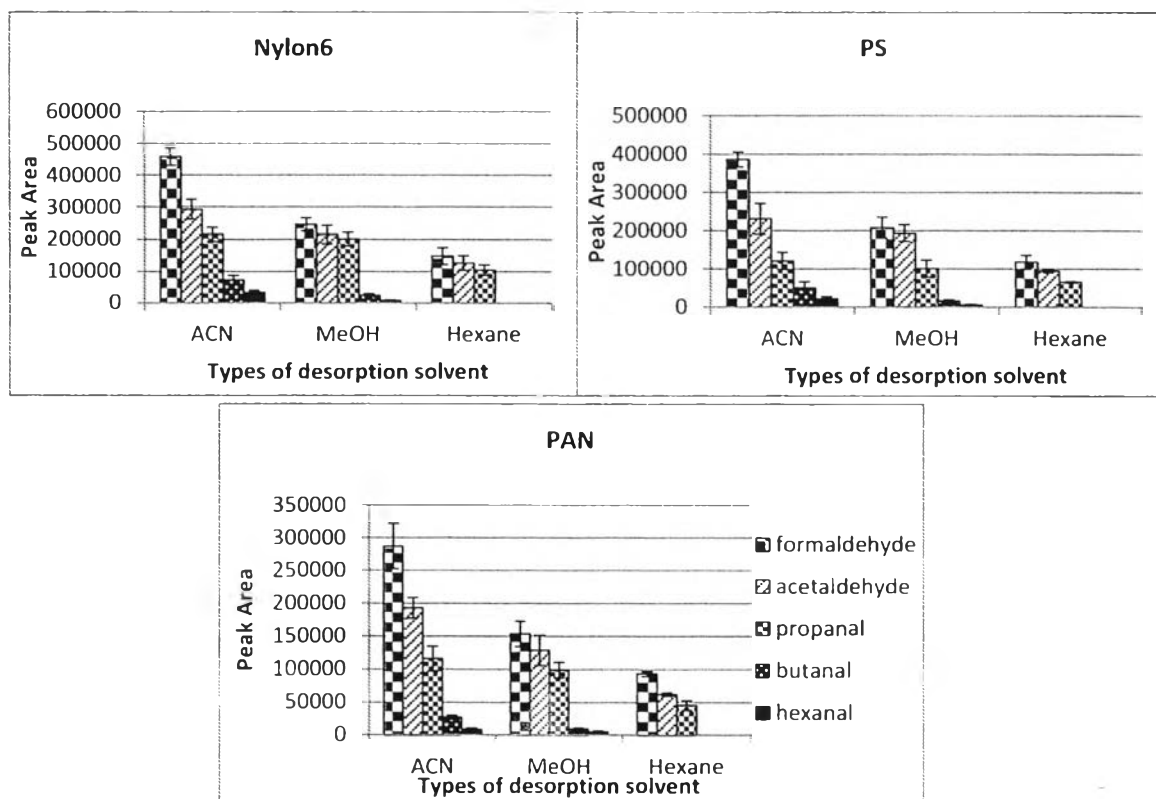 Nylon6
600000
500000
400000
300000
200000
100000
0
Peak Area
ACN MeOH Hexane
Types of desorption solvent
PS
500000
400000
300000
200000
100000
0
Peak Area
ACN MeOH Hexane
Types of desorption solvent
PAN
350000
300000
250000
200000
150000
100000
50000
0
Peak Area
ACN MeOH Hexane
Types of desorption solvent
formaldehyde
acetaldehyde
propanal
butanal
hexanal